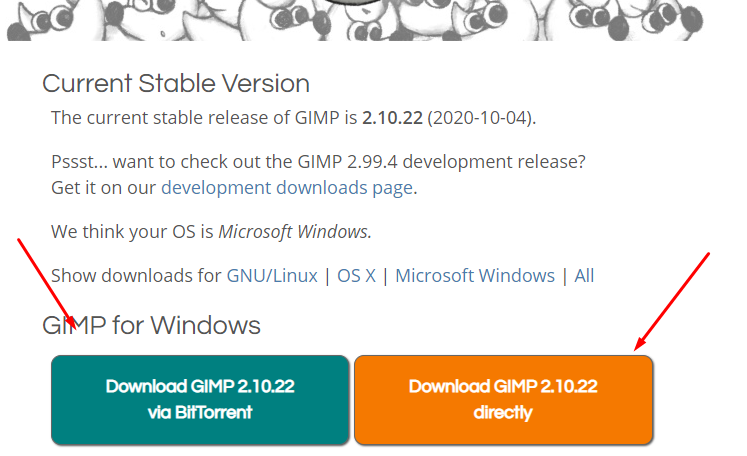 Current Stable Version
The current stable release of GIMP is 2.10.22 (2020-10-04).
Pssst... want to check out the GIMP 2.99.4 development release?
Get it on our development downloads page.
We think your OS is Microsoft Windows.
Show downloads for GNU/Linux | OS X | Microsoft Windows | All
GIMP for Windows
Download GIMP 2.10.22
via BitTorrent
Download GIMP 2.10.22
directly